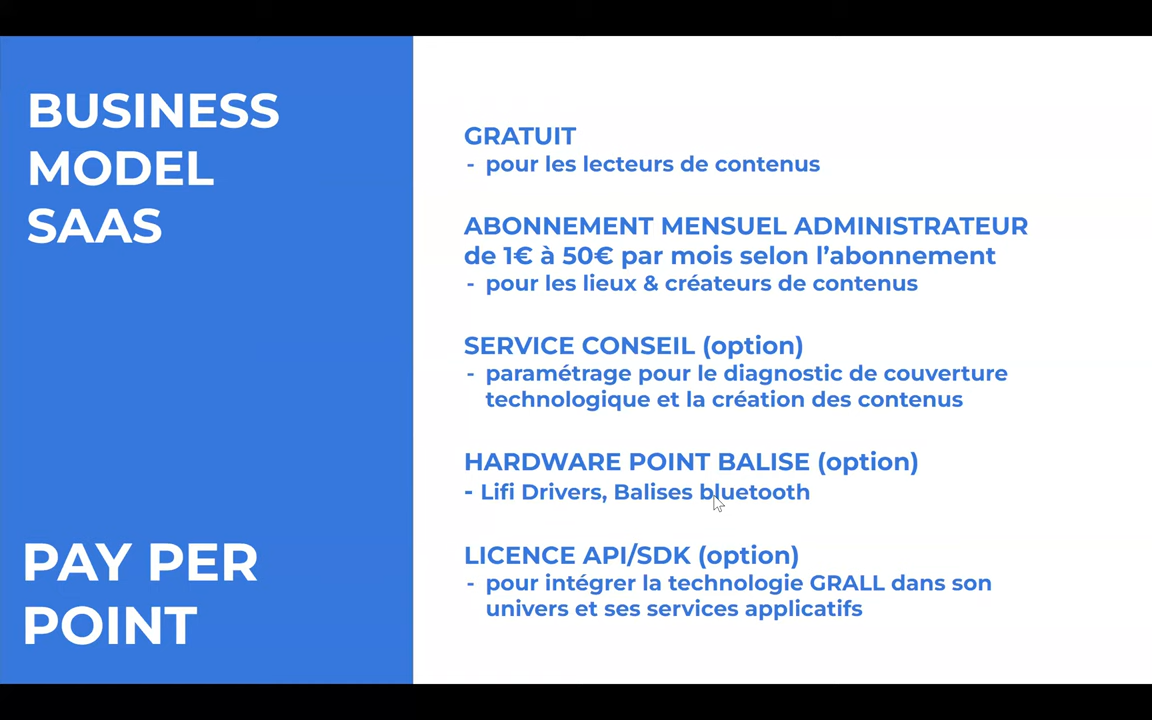 BUSINESS
MODEL
SAAS
PAY PER
POINT
GRATUIT
- pour les lecteurs de contenus
ABONNEMENT MENSUEL ADMINISTRATEUR
de 1€ à 50€ par mois selon l’abonnement
- pour les lieux & créateurs de contenus
SERVICE CONSEIL (option)
- paramétrage pour le diagnostic de couverture
technologique et la création des contenus
HARDWARE POINT BALISE (option)
- Lifi Drivers, Balises bluetooth
LICENCE API/SDK (option)
- pour intégrer la technologie GRALL dans son
univers et ses services applicatifs